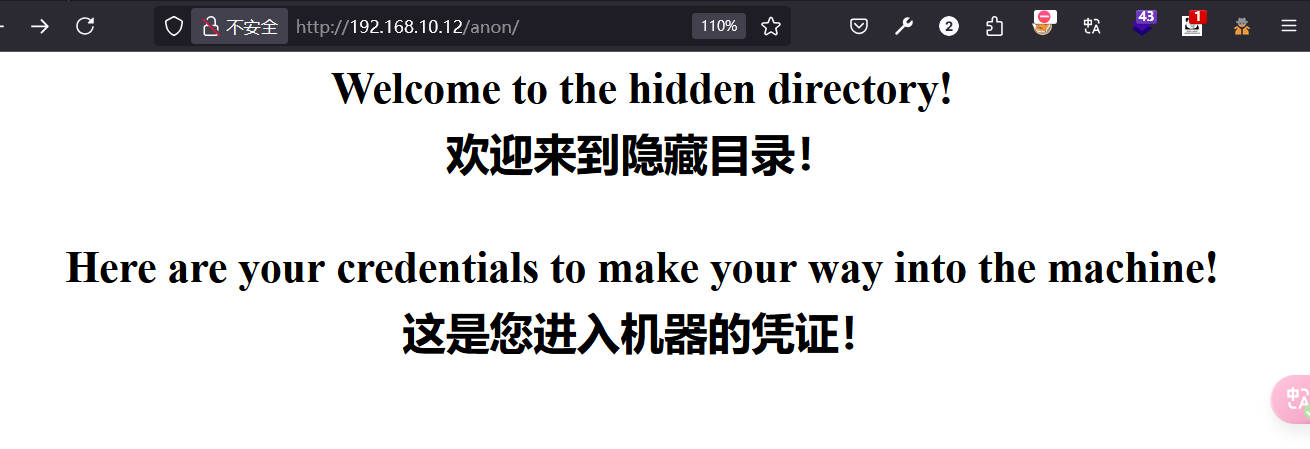 不安全 http://192.168.10.12/anon/ 110% 2 43 1
Welcome to the hidden directory!
欢迎来到隐藏目录！
Here are your credentials to make your way into the machine!
这是您进入机器的凭证！